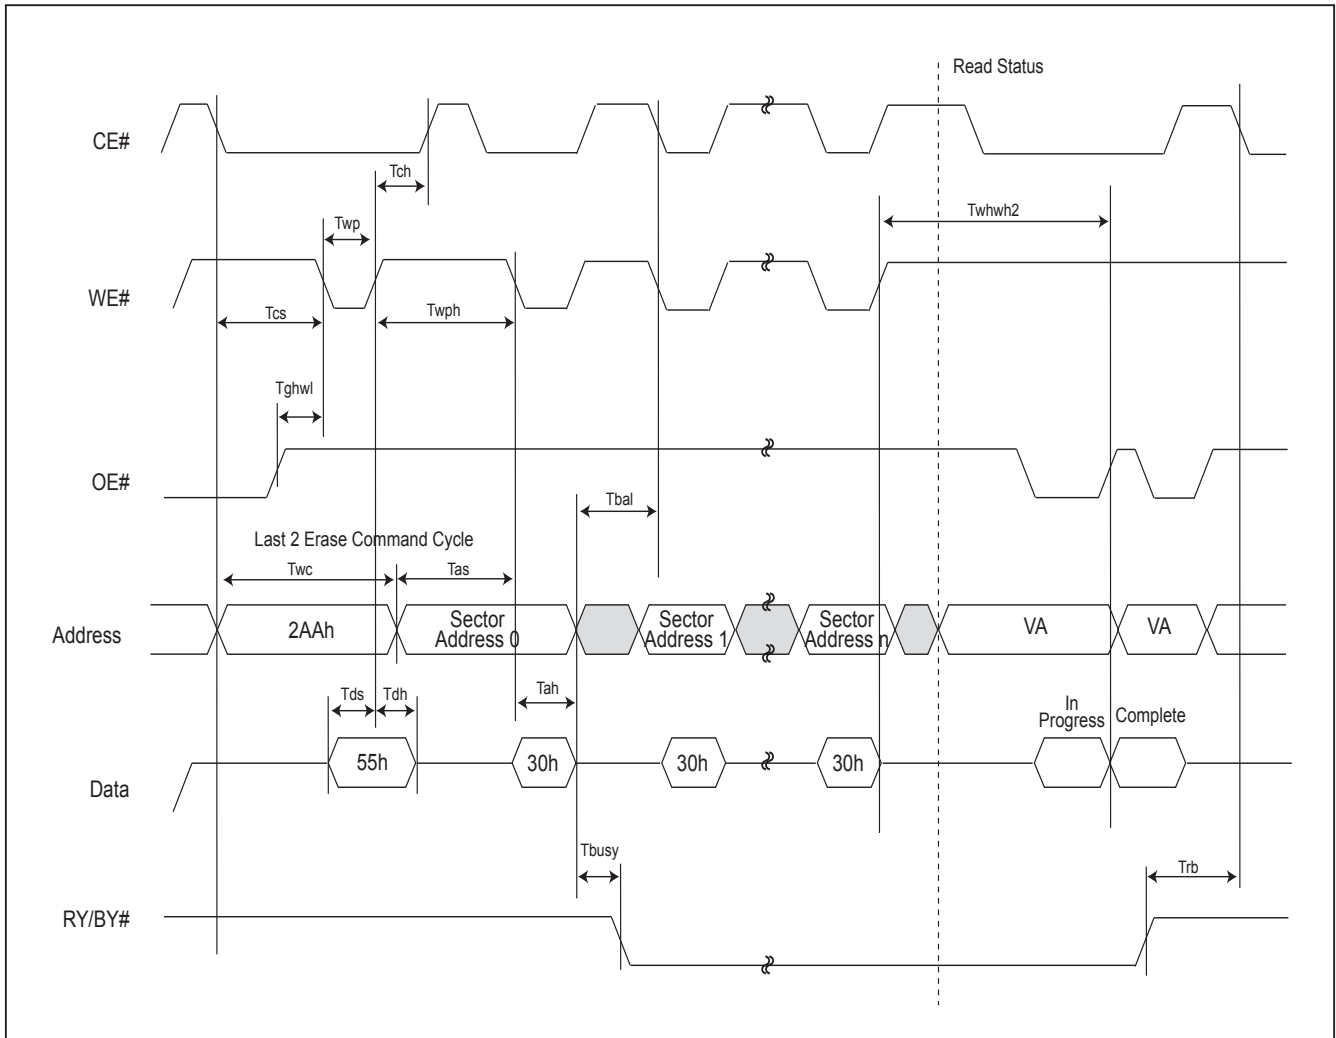 Read Status
CE#
Tch
Twhwh2
Twp
WE#
Tcs
Twph
Tghwl
OE#
Tbal
Last 2 Erase Command Cycle
Twc
Tas
Address
2AAh
Sector
Address 0
Sector
Address 1
Sector
Address n
VA
VA
Tds
Tdh
Tah
In
Progress
Complete
Data
55h
30h
30h
30h
Tbusy
Trb
RY/BY#